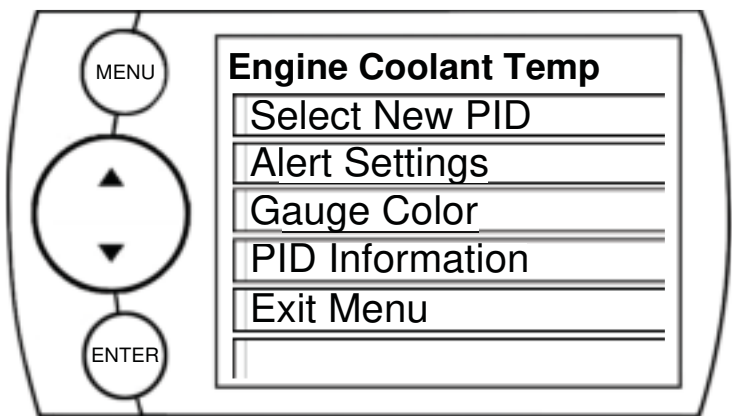 MENU
Engine Coolant Temp
Select New PID
Alert Settings
Gauge Color
PID Information
Exit Menu
ENTER